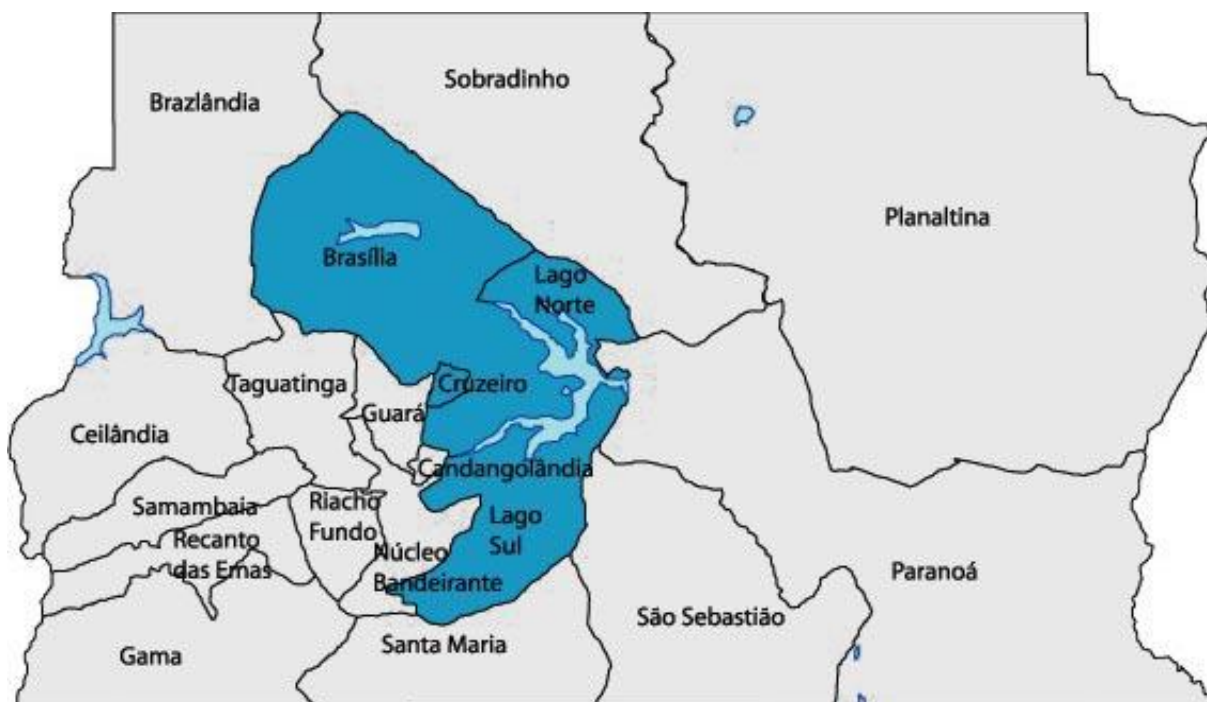 Sobradinho
Brazlândia
Planaltina
Brasília
Lago
Norte
Taguatinga
Cruzeiro
Guará
Ceilândia
Candangolândia
Samambaia
Riacho
Fundo
Lago
Sul
Recanto
das Emas
Núcleo
Bandeirante
Paranoá
São Sebastião
Santa Maria
Gama